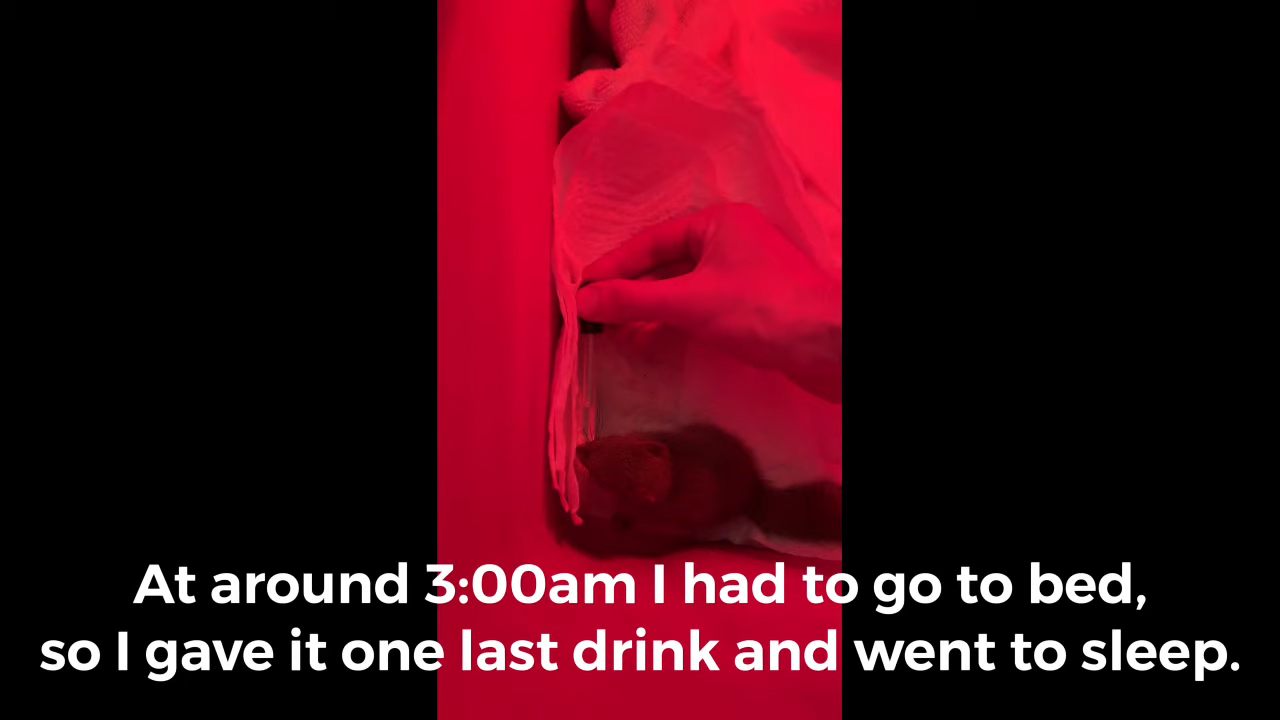 At around 3:00am I had to go to bed,
so I gave it one last drink and went to sleep.